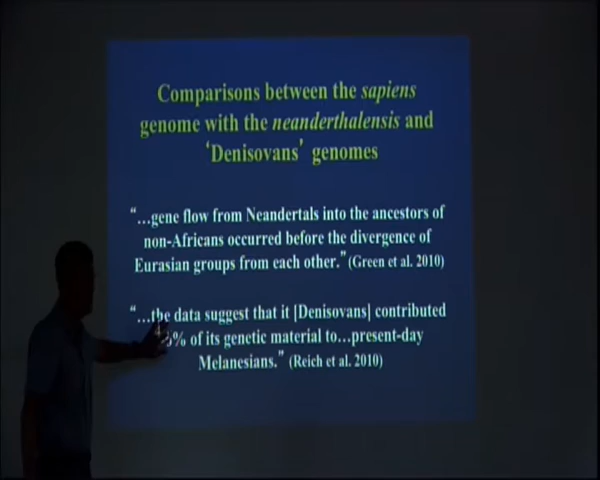 Comparisons between the sapiens
genome with the neanderthalensis and
‘Denisovans’ genomes
“…gene flow from Neandertals into the ancestors of
non-Africans occurred before the divergence of
Eurasian groups from each other.” (Green et al. 2010)
“…the data suggest that it [Denisovans] contributed
% of its genetic material to…present-day
Melanesians.” (Reich et al. 2010)